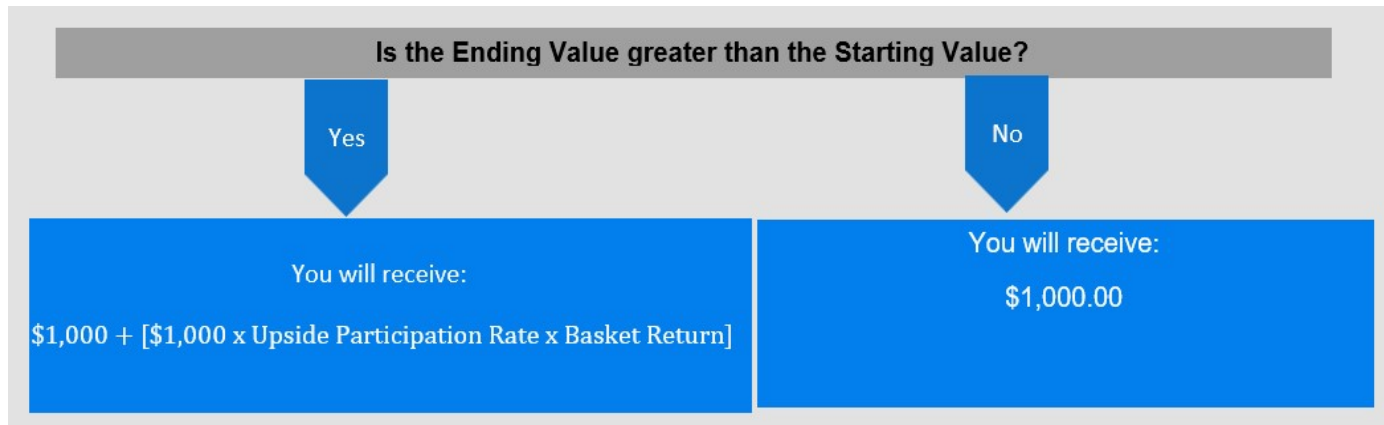 Is the Ending Value greater than the Starting Value?
Yes
No
You will receive:
$1,000 + [$1,000 x Upside Participation Rate x Basket Return]
You will receive:
$1,000.00